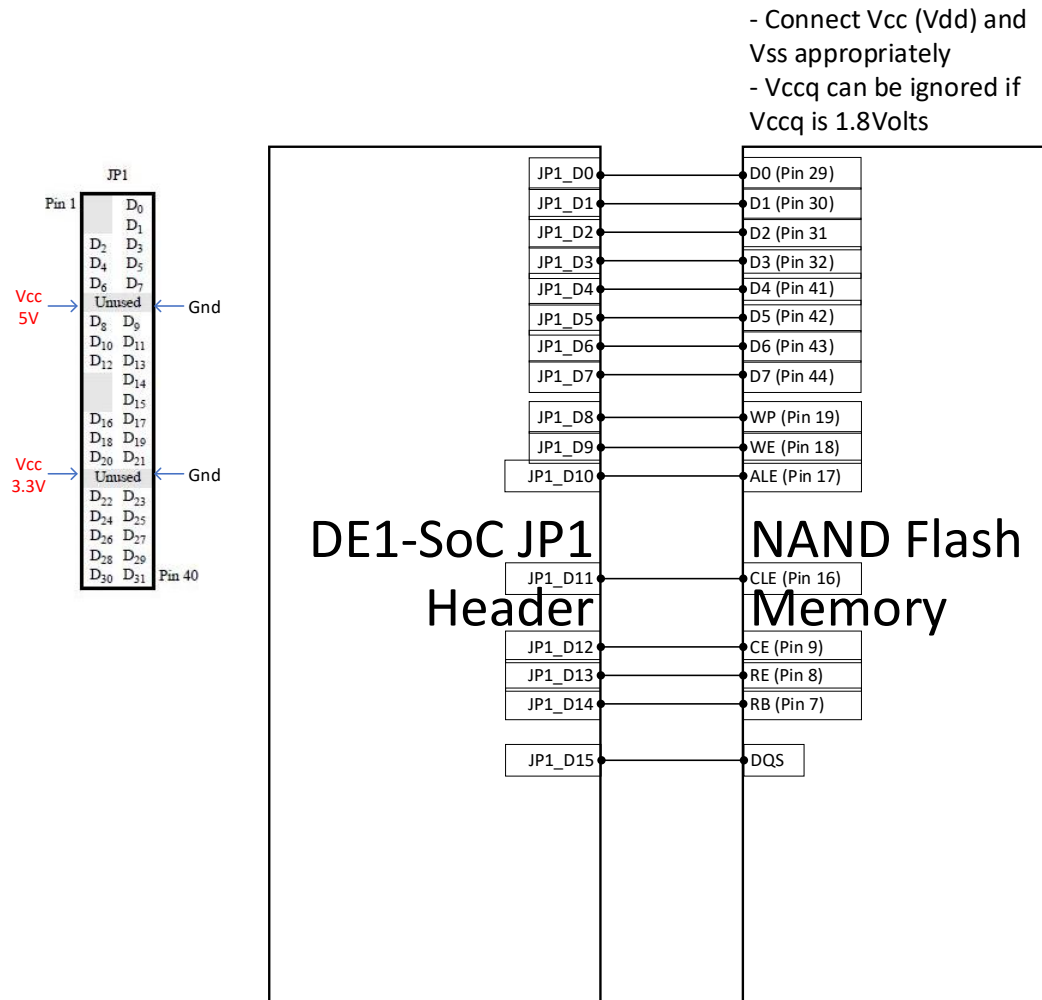 - Connect Vcc (Vdd) and
Vss appropriately
- Vccq can be ignored if
Vccq is 1.8Volts
JP1
Pin 1
D0
D1
D2 D3
D4 D5
D6 D7
Vcc
5V
Unused
Gnd
D8 D9
D10 D11
D12 D13
D14
D15
D16 D17
D18 D19
D20 D21
Vcc
3.3V
Unused
Gnd
D22 D23
D24 D25
D26 D27
D28 D29
D30 D31 Pin 40
JP1_D0 D0 (Pin 29)
JP1_D1 D1 (Pin 30)
JP1_D2 D2 (Pin 31
JP1_D3 D3 (Pin 32)
JP1_D4 D4 (Pin 41)
JP1_D5 D5 (Pin 42)
JP1_D6 D6 (Pin 43)
JP1_D7 D7 (Pin 44)
JP1_D8 WP (Pin 19)
JP1_D9 WE (Pin 18)
JP1_D10 ALE (Pin 17)
DE1-SoC JP1
Header
NAND Flash
Memory
JP1_D11 CLE (Pin 16)
JP1_D12 CE (Pin 9)
JP1_D13 RE (Pin 8)
JP1_D14 RB (Pin 7)
JP1_D15 DQS